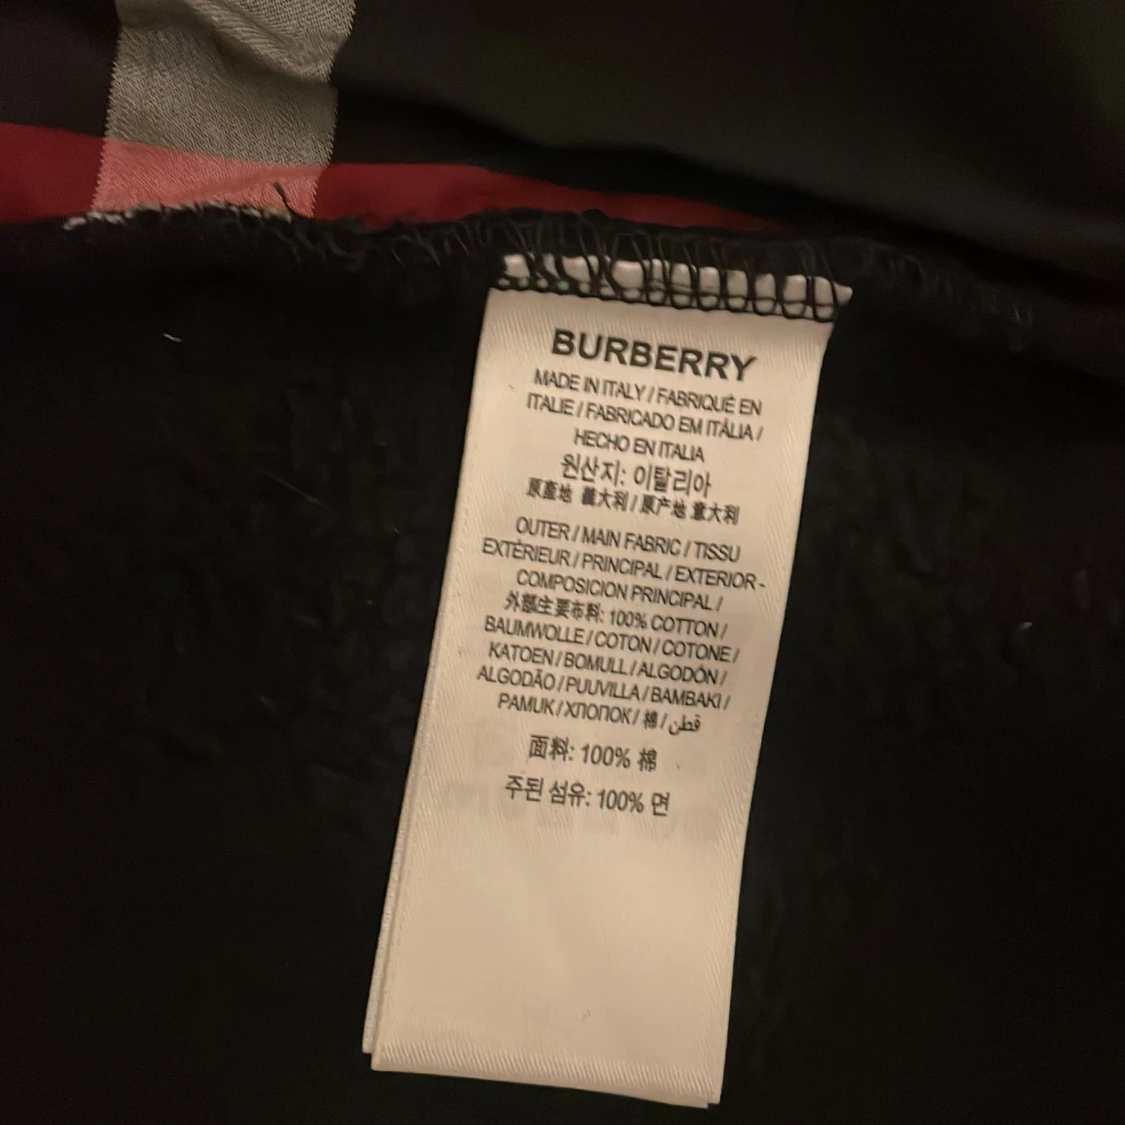 BURBERRY
MADE IN ITALY / FABRIQUÉ EN
ITALIE / FABRICADO EM ITÁLIA /
HECHO EN ITALIA
원산지: 이탈리아
原產地 義大利 / 原产地 意大利
OUTER / MAIN FABRIC / TISSU
EXTÉRIEUR / PRINCIPAL / EXTERIOR -
COMPOSICION PRINCIPAL /
外部主要布料: 100% COTTON /
BAUMWOLLE / COTON / COTONE /
KATOEN / BOMULL / ALGODÓN /
ALGODÃO / PUUVILLA / BAMBAKI /
PAMUK / ХЛОПОК / 棉 / قطن
面料: 100% 棉
주된 섬유: 100% 면